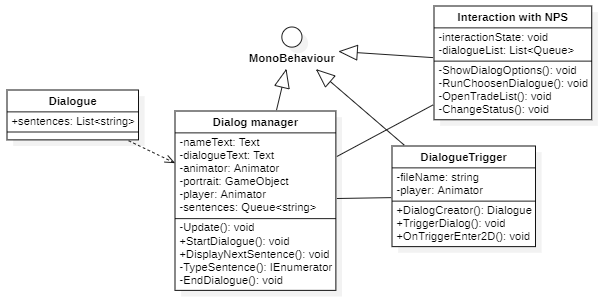 Interaction with NPS
-interactionState: void
-dialogueList: List<Queue>
-ShowDialogOptions(): void
-RunChoosenDialogue(): void
-OpenTradeList(): void
-ChangeStatus(): void
MonoBehaviour
Dialogue
+sentences: List<string>
Dialog manager
-nameText: Text
-dialogueText: Text
-animator: Animator
-portrait: GameObject
-player: Animator
-sentences: Queue<string>
-Update(): void
+StartDialogue(): void
+DisplayNextSentence(): void
-TypeSentence(): IEnumerator
-EndDialogue(): void
DialogueTrigger
-fileName: string
-player: Animator
+DialogCreator(): Dialogue
+TriggerDialog(): void
+OnTriggerEnter2D(): void